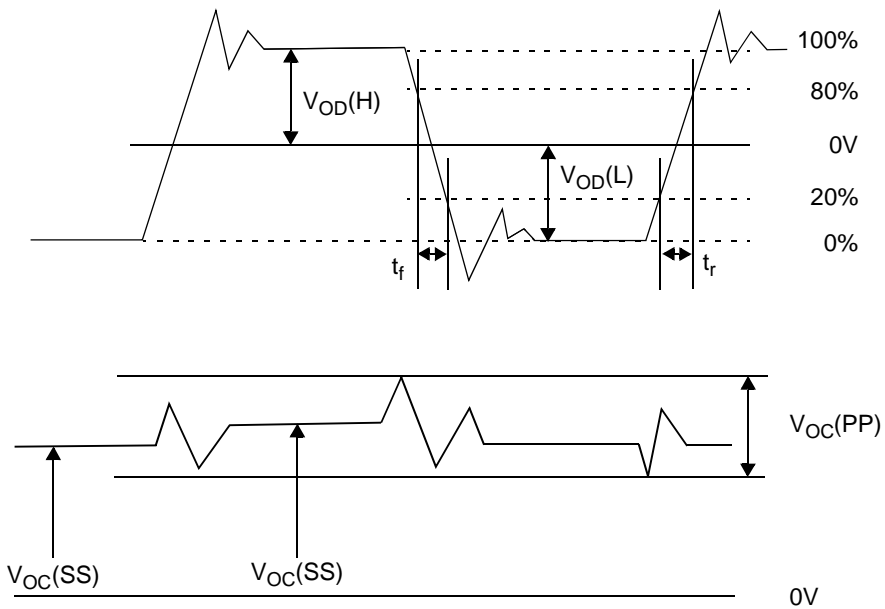 100%
80%
V_OD(H)
0V
V_OD(L)
20%
0%
t_f
t_r
V_OC(PP)
V_OC(SS)
V_OC(SS)
0V